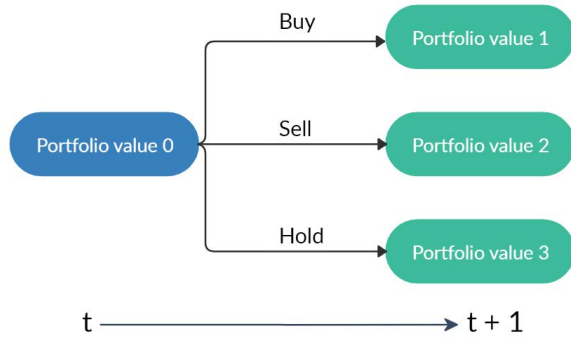 Buy
Portfolio value 1
Portfolio value 0
Sell
Portfolio value 2
Hold
Portfolio value 3
t
t + 1